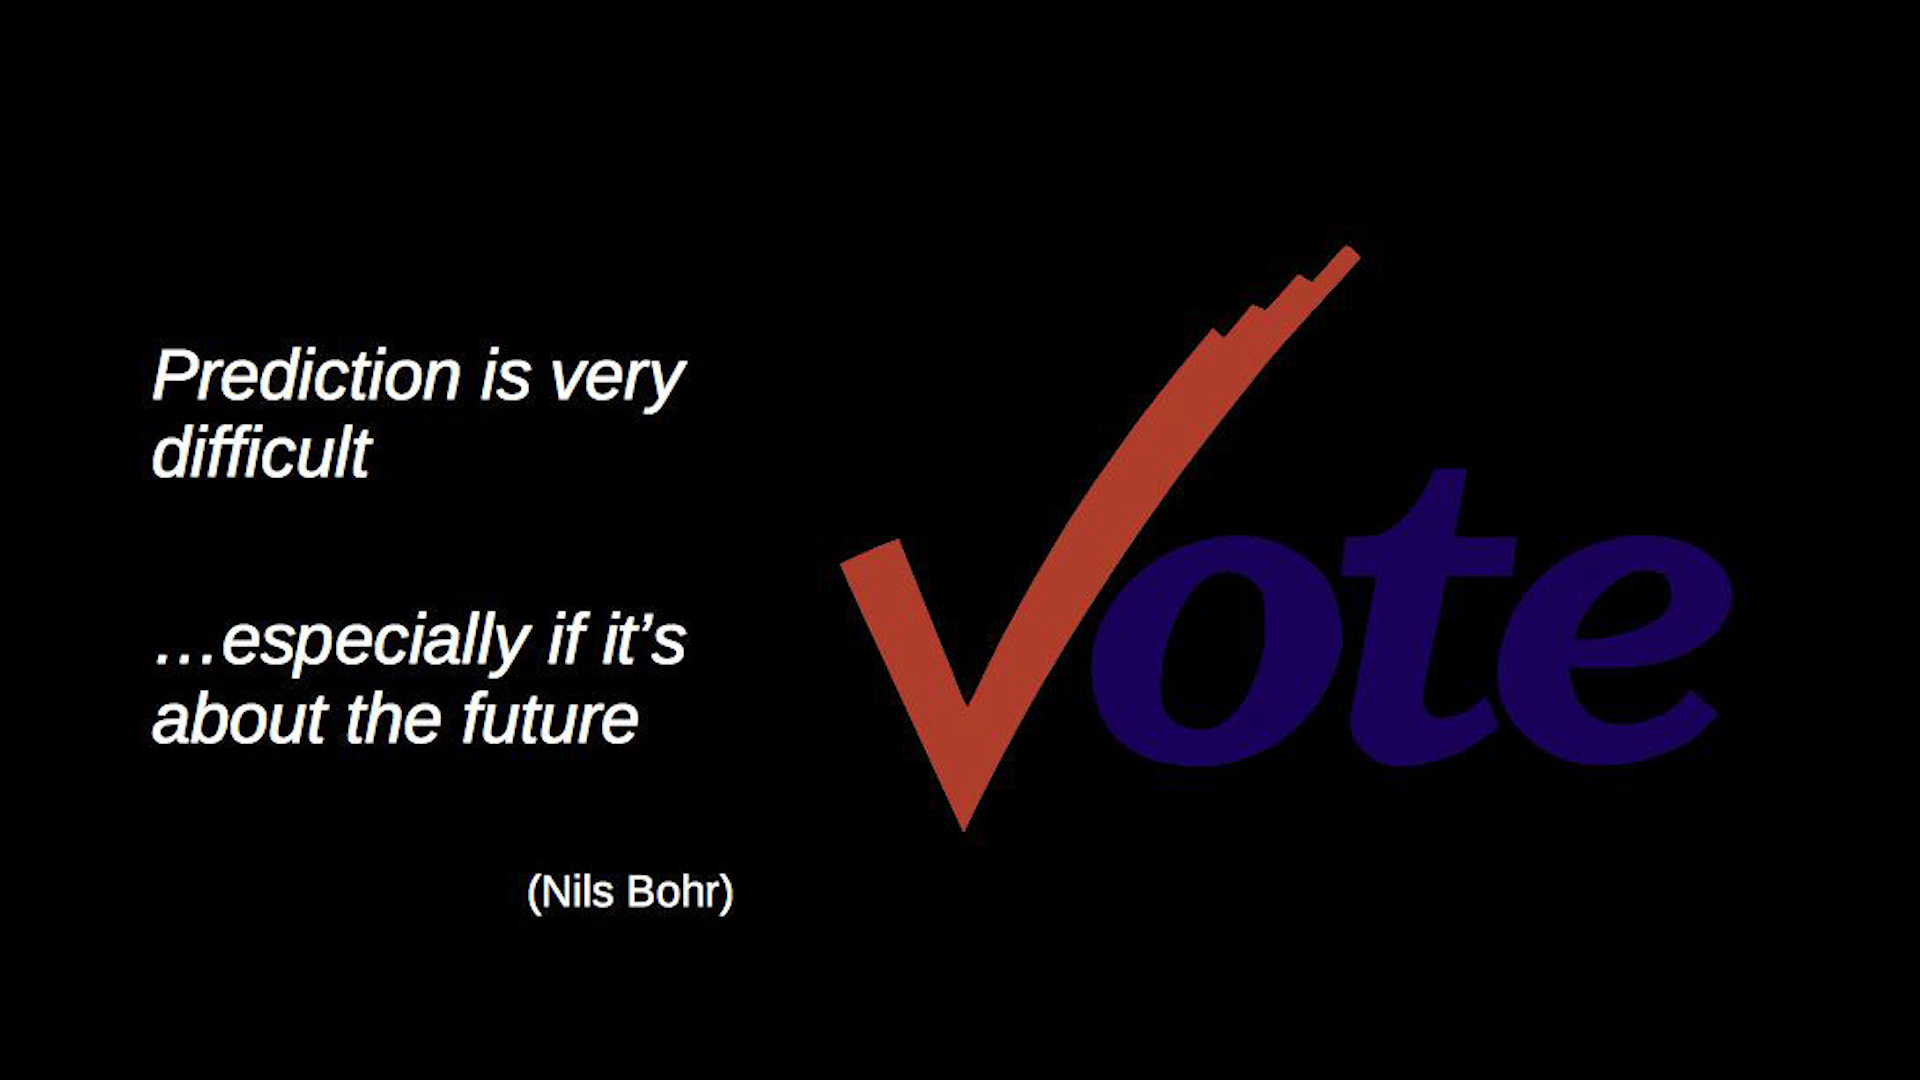 Prediction is very
difficult
…especially if it’s
about the future
(Nils Bohr)
Vote